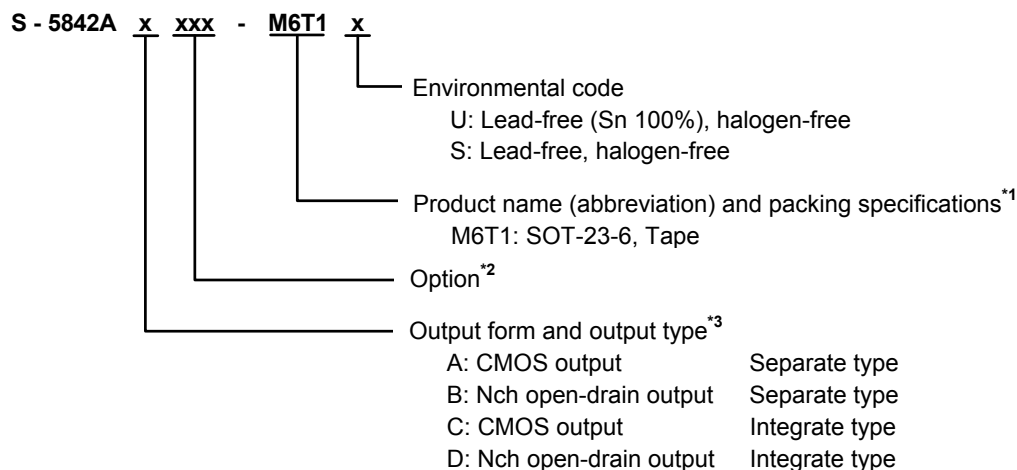 S - 5842A x xxx - M6T1 x
Environmental code
U: Lead-free (Sn 100%), halogen-free
S: Lead-free, halogen-free
Product name (abbreviation) and packing specifications*1
M6T1: SOT-23-6, Tape
Option*2
Output form and output type*3
A: CMOS output Separate type
B: Nch open-drain output Separate type
C: CMOS output Integrate type
D: Nch open-drain output Integrate type